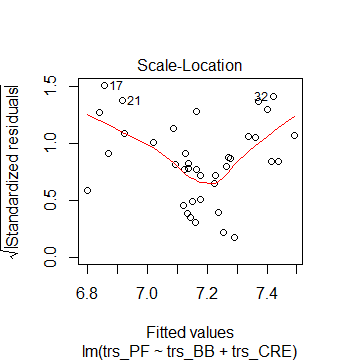 Scale-Location
√|Standardized residuals|
1.5
1.0
0.5
0.0
17
21
32
37
6.8 7.0 7.2 7.4
Fitted values
lm(trs_PF ~ trs_BB + trs_CRE)